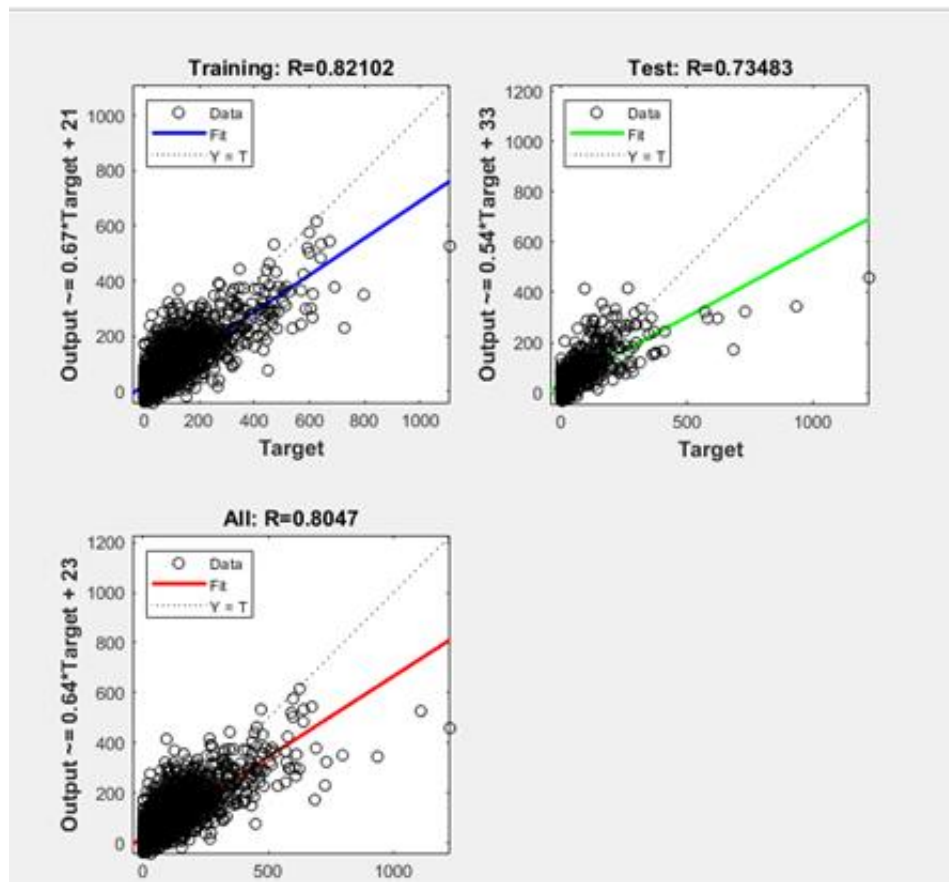 Training: R=0.82102
Output ~= 0.67*Target + 21
1000
800
600
400
200
0
Data
Fit
Y = T
0 200 400 600 800 1000
Target
Test: R=0.73483
Output ~= 0.54*Target + 33
1200
1000
800
600
400
200
0
Data
Fit
Y = T
0 500 1000
Target
All: R=0.8047
Output ~= 0.64*Target + 23
1200
1000
800
600
400
200
0
Data
Fit
Y = T
0 500 1000